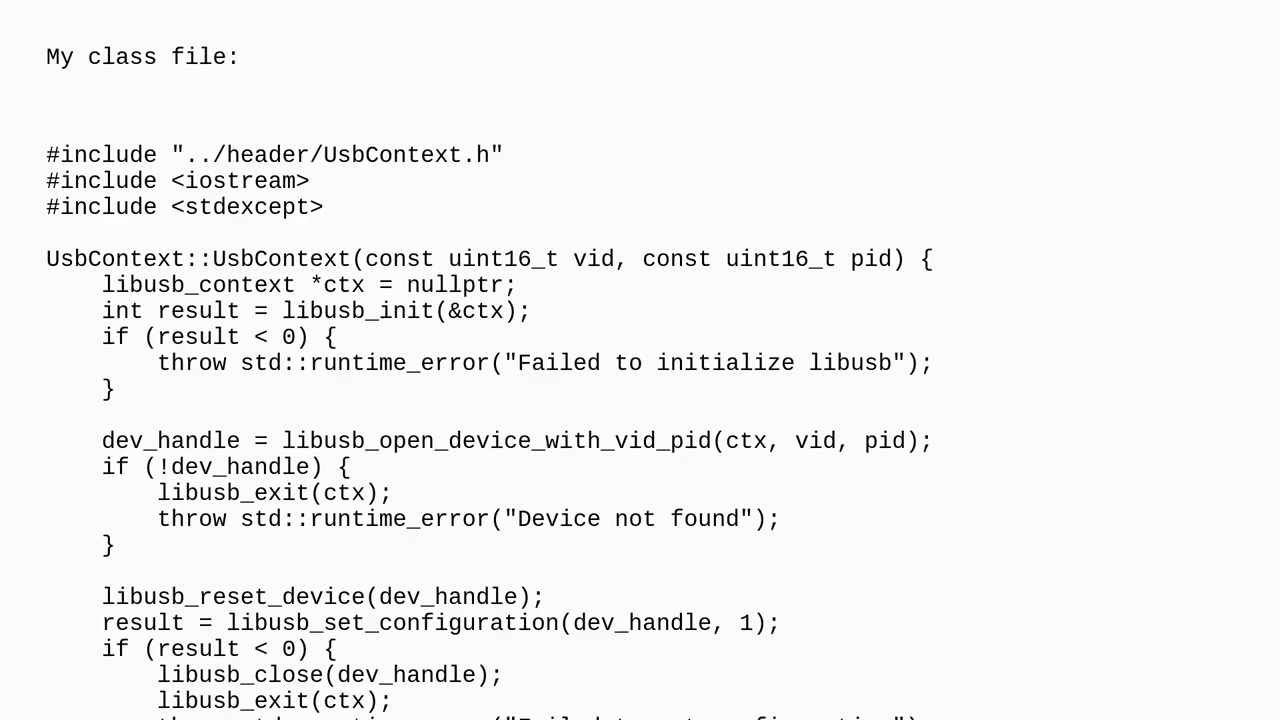 My class file:
#include "../header/UsbContext.h"
#include <iostream>
#include <stdexcept>
UsbContext::UsbContext(const uint16_t vid, const uint16_t pid) {
    libusb_context *ctx = nullptr;
    int result = libusb_init(&ctx);
    if (result < 0) {
        throw std::runtime_error("Failed to initialize libusb");
    }
    dev_handle = libusb_open_device_with_vid_pid(ctx, vid, pid);
    if (!dev_handle) {
        libusb_exit(ctx);
        throw std::runtime_error("Device not found");
    }
    libusb_reset_device(dev_handle);
    result = libusb_set_configuration(dev_handle, 1);
    if (result < 0) {
        libusb_close(dev_handle);
        libusb_exit(ctx);